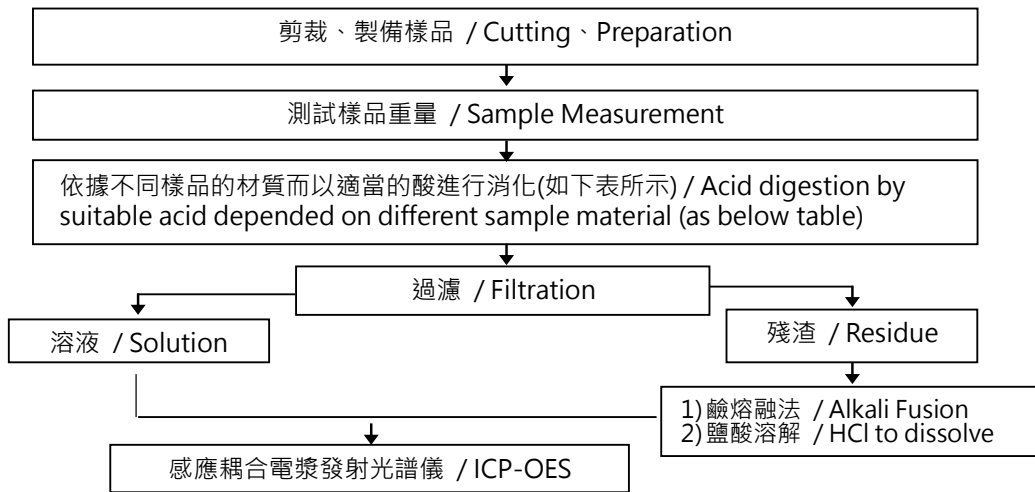 剪裁、製備樣品 / Cutting、Preparation
測試樣品重量 / Sample Measurement
依據不同樣品的材質而以適當的酸進行消化(如下表所示) / Acid digestion by
suitable acid depended on different sample material (as below table)
過濾 / Filtration
溶液 / Solution
殘渣 / Residue
1) 鹼熔融法 / Alkali Fusion
2) 鹽酸溶解 / HCl to dissolve
感應耦合電漿發射光譜儀 / ICP-OES